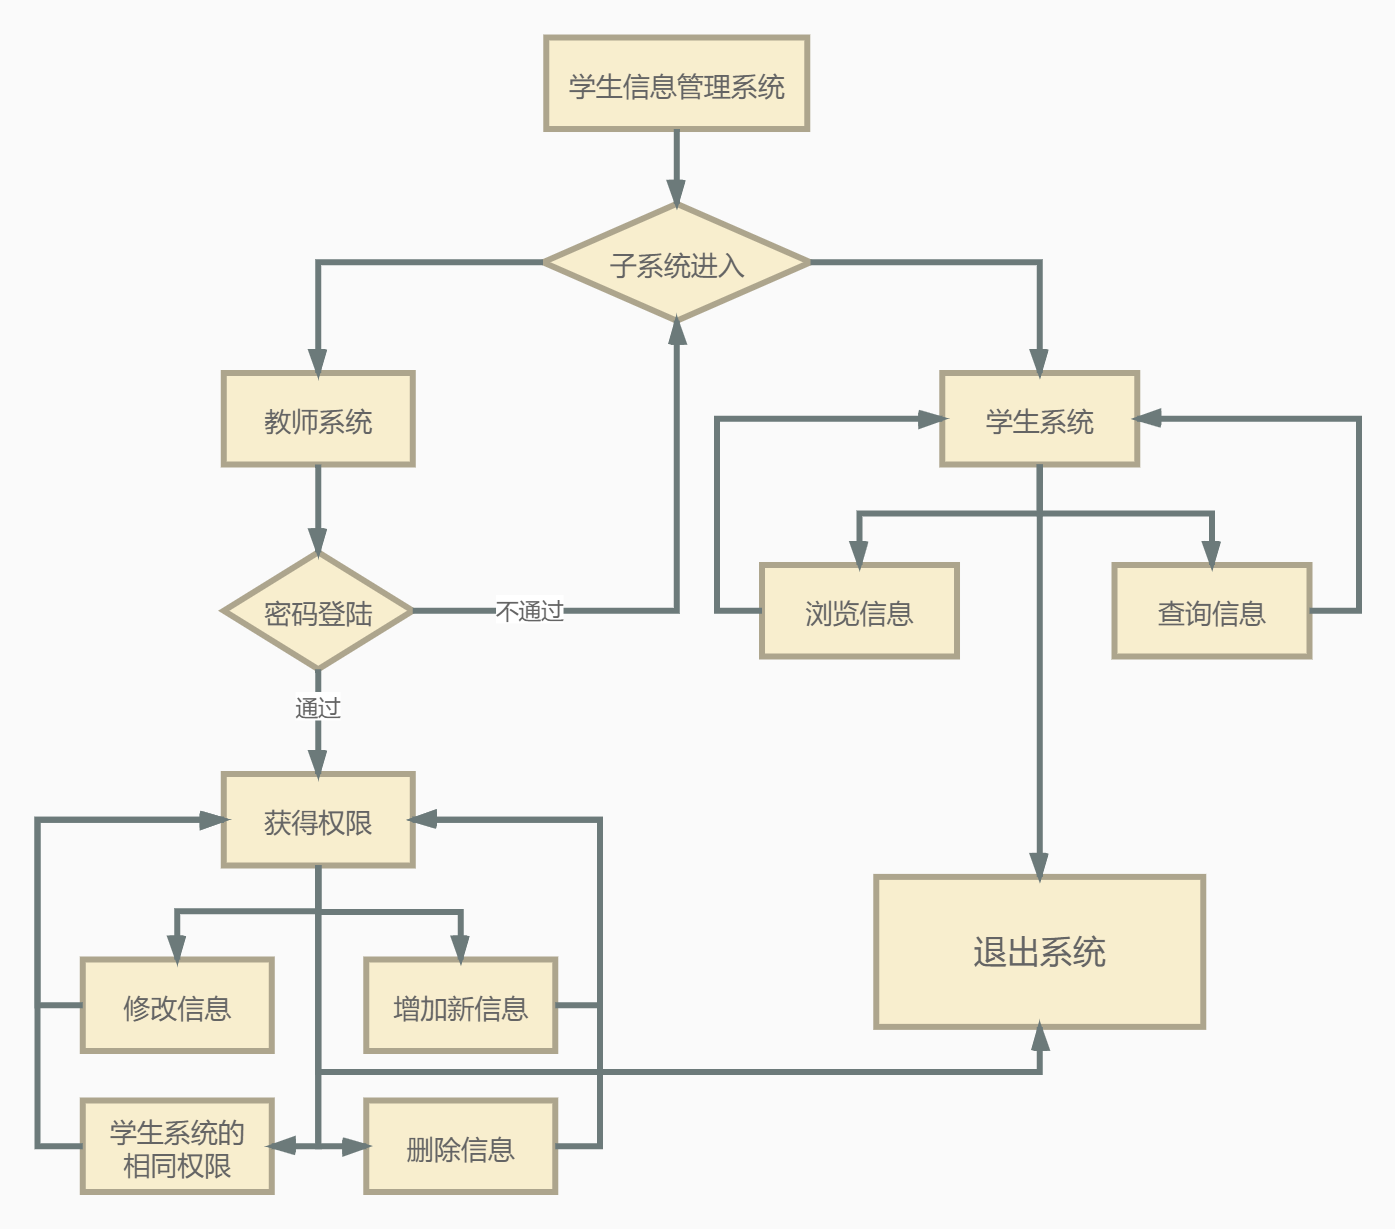 学生信息管理系统
子系统进入
教师系统
学生系统
密码登陆
不通过
浏览信息
查询信息
通过
获得权限
退出系统
修改信息
增加新信息
学生系统的
相同权限
删除信息